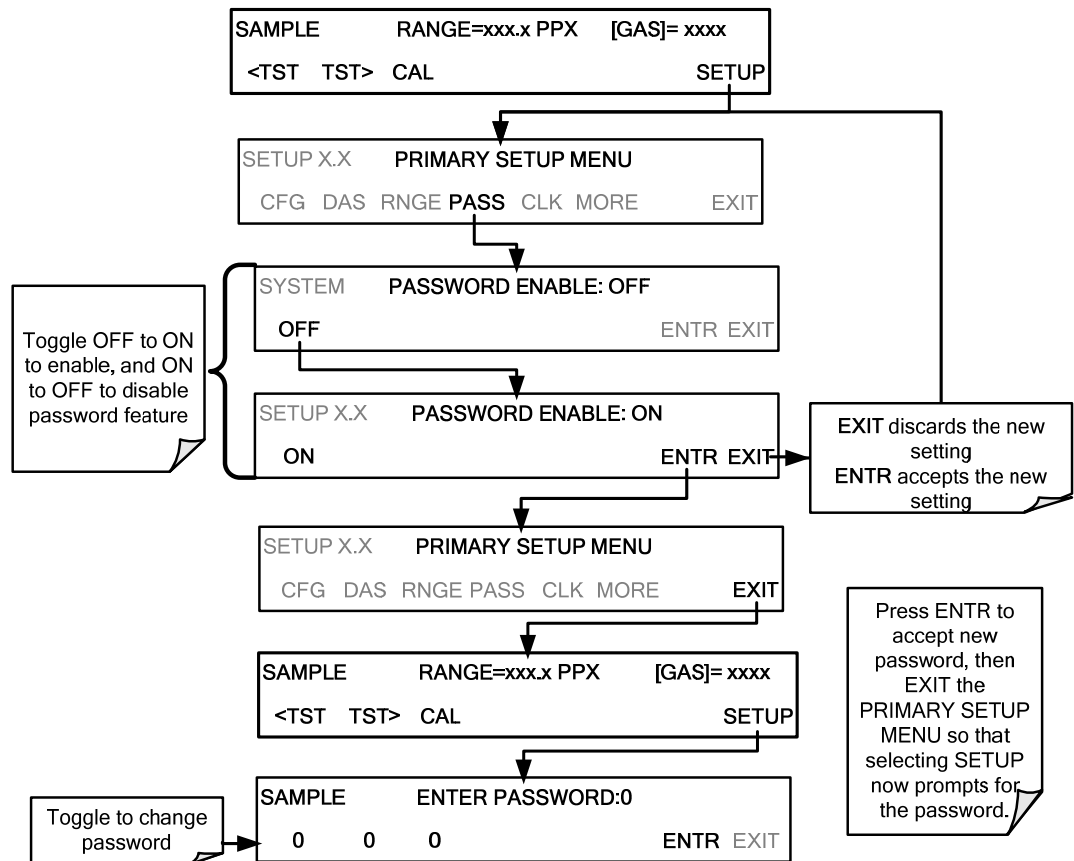 SAMPLE RANGE=xxx.x PPX [GAS]= xxxx
<TST TST> CAL SETUP
SETUP X.X PRIMARY SETUP MENU
CFG DAS RNGE PASS CLK MORE EXIT
SYSTEM PASSWORD ENABLE: OFF
OFF ENTR EXIT
Toggle OFF to ON
to enable, and ON
to OFF to disable
password feature
SETUP X.X PASSWORD ENABLE: ON
ON ENTR EXIT
EXIT discards the new
setting
ENTR accepts the new
setting
SETUP X.X PRIMARY SETUP MENU
CFG DAS RNGE PASS CLK MORE EXIT
Press ENTR to
accept new
password, then
EXIT the
PRIMARY SETUP
MENU so that
selecting SETUP
now prompts for
the password.
SAMPLE RANGE=xxx.x PPX [GAS]= xxxx
<TST TST> CAL SETUP
Toggle to change
password
SAMPLE ENTER PASSWORD:0
0 0 0 ENTR EXIT